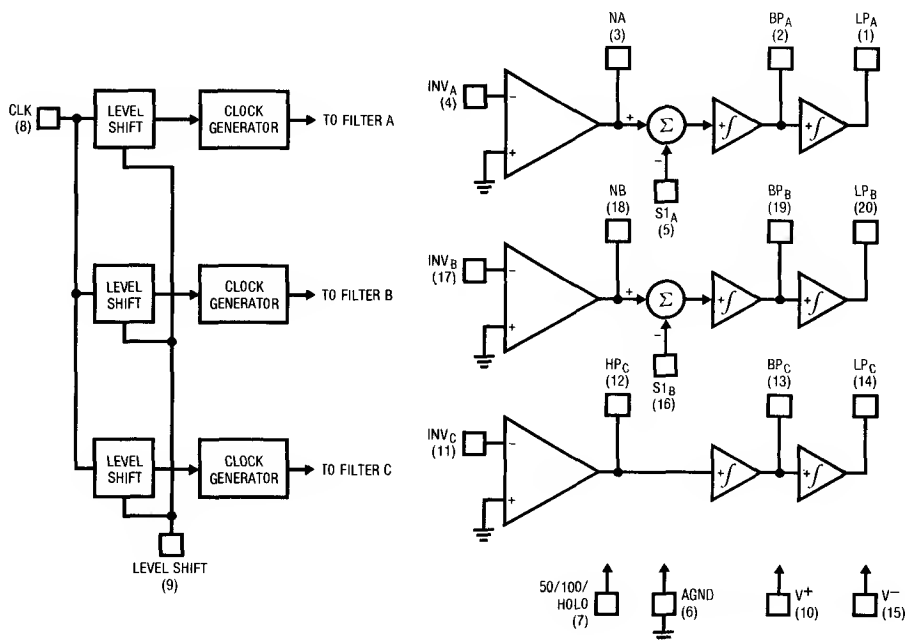 CLK
(8)
LEVEL
SHIFT
CLOCK
GENERATOR
TO FILTER A
LEVEL
SHIFT
CLOCK
GENERATOR
TO FILTER B
LEVEL
SHIFT
CLOCK
GENERATOR
TO FILTER C
LEVEL SHIFT
(9)
NA
(3)
BPA
(2)
LPA
(1)
INVA
(4)
−
+
+
Σ
−
+∫
+∫
S1A
(5)
NB
(18)
BPB
(19)
LPB
(20)
INVB
(17)
−
+
+
Σ
−
+∫
+∫
S1B
(16)
HPC
(12)
BPC
(13)
LPC
(14)
INVC
(11)
−
+
+∫
+∫
50/100/
HOLO
(7)
AGND
(6)
V+
(10)
V−
(15)